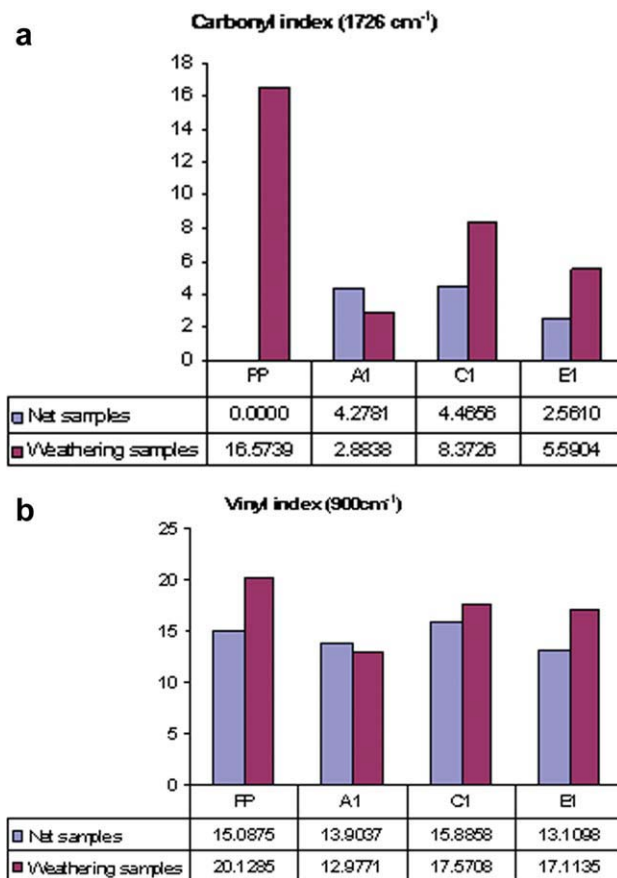 a
Carbonyl index (1726 cm-1)
18
16
14
12
10
8
6
4
2
0
PP A1 C1 E1
Net samples 0.0000 4.2781 4.4656 2.5610
Weathering samples 16.5739 2.8838 8.3726 5.5904
b
Vinyl index (900cm-1)
25
20
15
10
5
0
PP A1 C1 E1
Net samples 15.0875 13.9037 15.8858 13.1098
Weathering samples 20.1285 12.9771 17.5708 17.1135